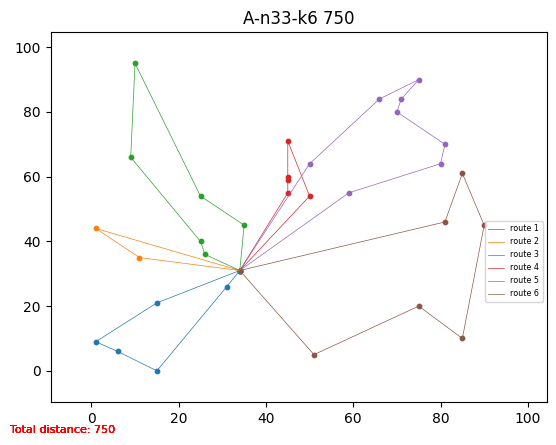 A-n33-k6 750
100
80
60
40
20
0
route 1
route 2
route 3
route 4
route 5
route 6
0 20 40 60 80 100
Total distance: 750